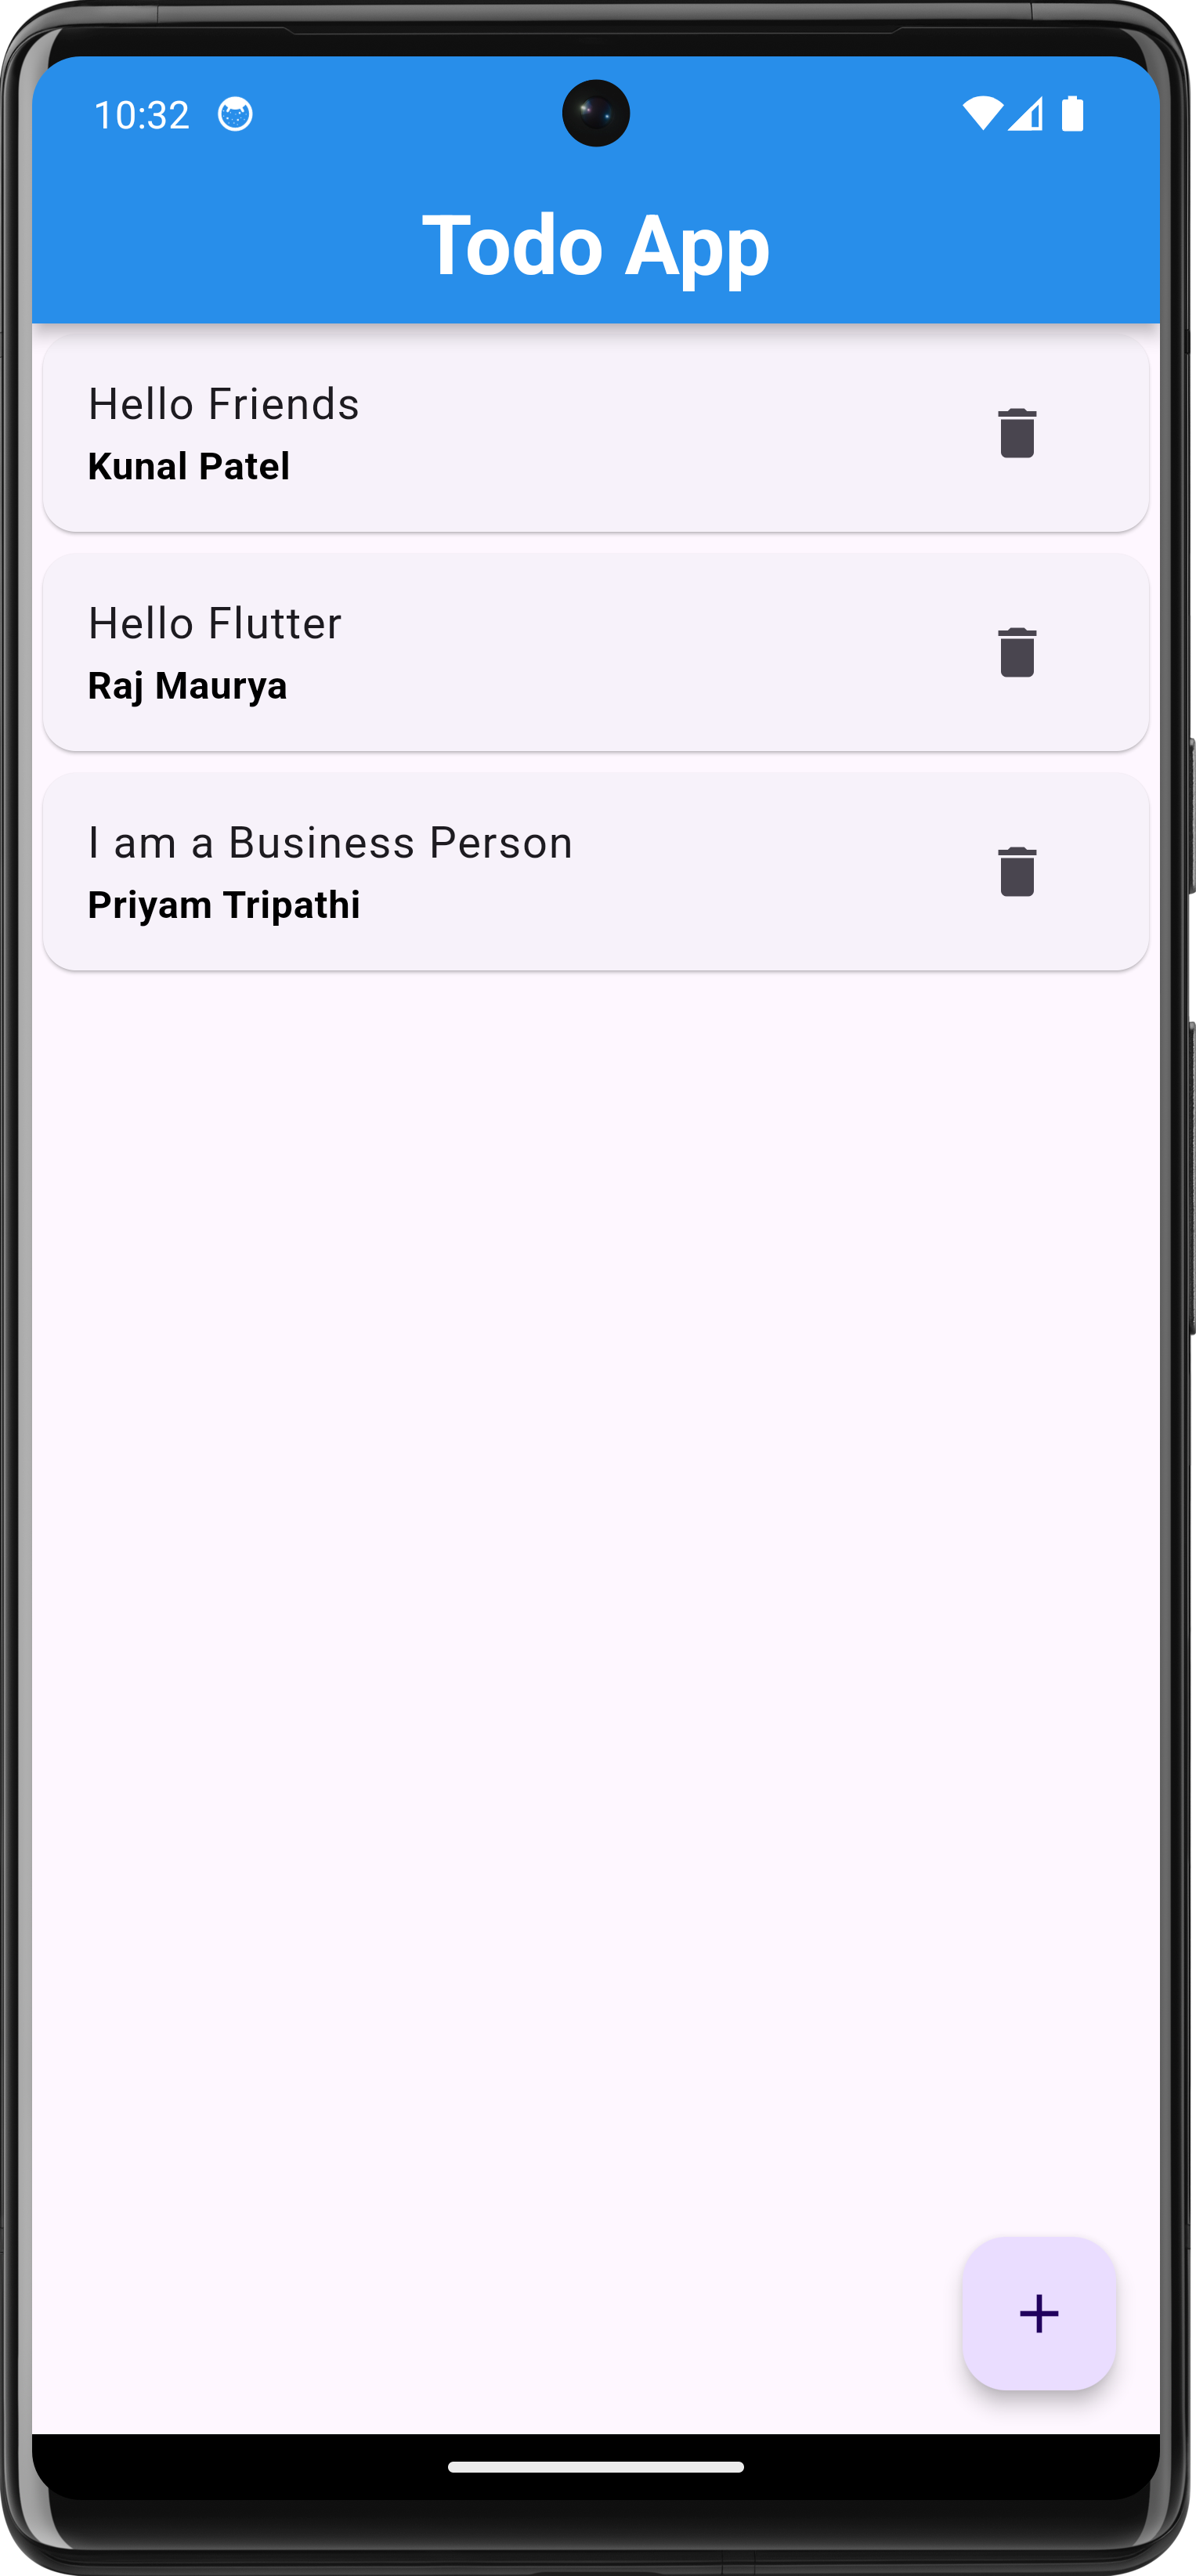 10:32
Todo App
Hello Friends
Kunal Patel
Hello Flutter
Raj Maurya
I am a Business Person
Priyam Tripathi